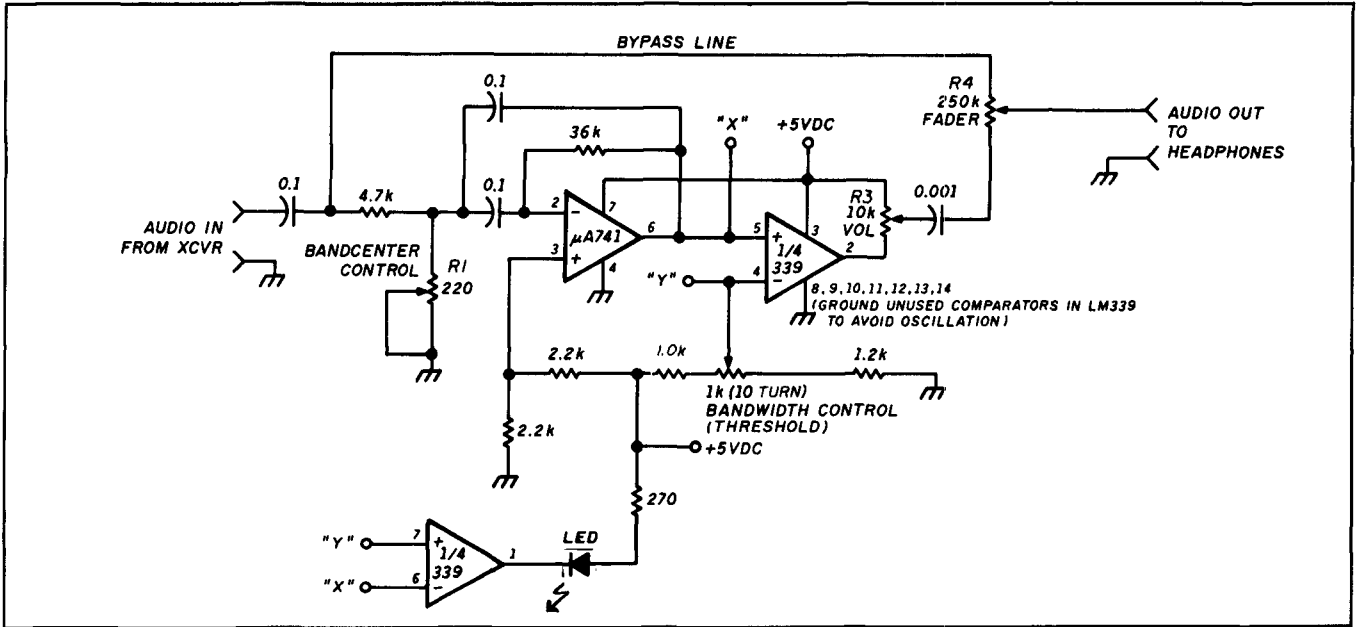 BYPASS LINE
R4
250k
FADER
AUDIO OUT
TO
HEADPHONES
0.1
36k
"X"
+5VDC
0.1
4.7k
0.1
AUDIO IN
FROM XCVR
BANDCENTER
CONTROL
R1
220
2
-
7
μA741
6
3
+
4
5
+
3
1/4
339
2
4
-
"Y"
R3
10k
VOL
0.001
8, 9, 10, 11, 12, 13, 14
(GROUND UNUSED COMPARATORS IN LM339
TO AVOID OSCILLATION)
2.2k
1.0k
1.2k
1k (10 TURN)
BANDWIDTH CONTROL
(THRESHOLD)
2.2k
+5VDC
270
"Y"
7
+
1/4
339
1
LED
"X"
6
-